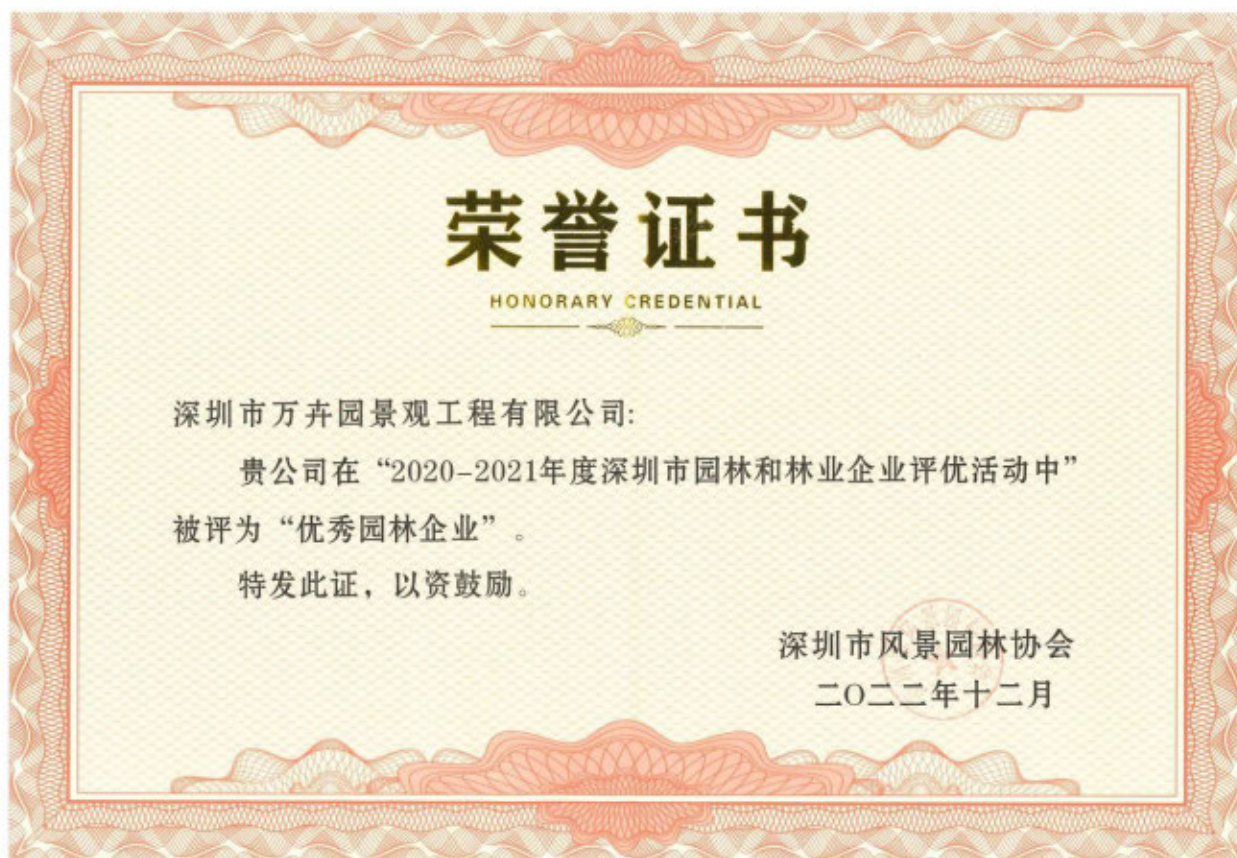 荣誉证书
HONORARY CREDENTIAL
深圳市万卉园景观工程有限公司:
贵公司在“2020-2021年度深圳市园林和林业企业评优活动中”
被评为“优秀园林企业”。
特发此证，以资鼓励。
深圳市风景园林协会
二〇二二年十二月